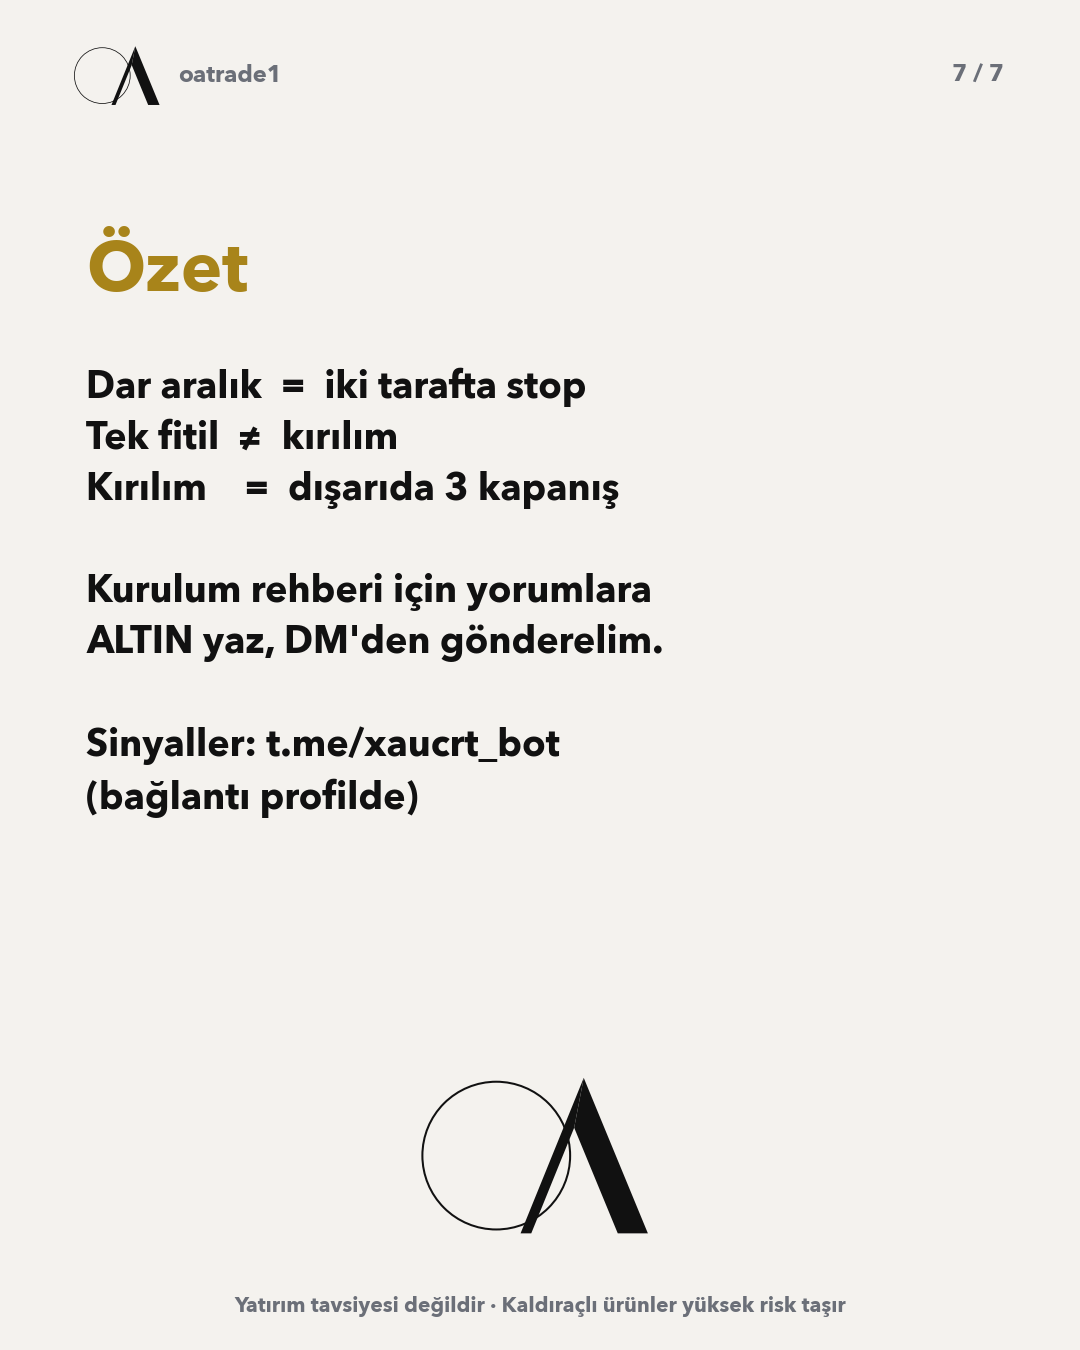 oatrade1
7 / 7
Özet
Dar aralık = iki tarafta stop
Tek fitil ≠ kırılım
Kırılım = dışarıda 3 kapanış
Kurulum rehberi için yorumlara
ALTIN yaz, DM'den gönderelim.
Sinyaller: t.me/xaucrt_bot
(bağlantı profilde)
Yatırım tavsiyesi değildir · Kaldıraçlı ürünler yüksek risk taşır